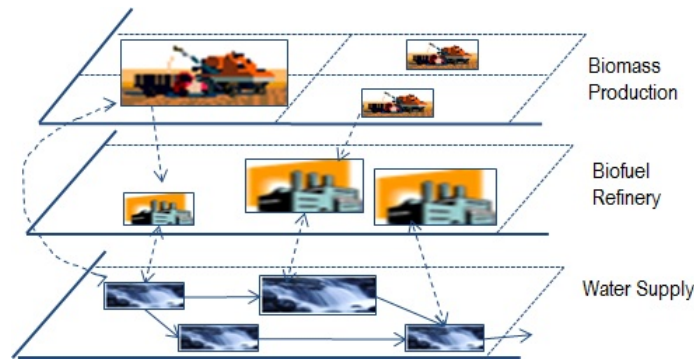 Biomass
Production
Biofuel
Refinery
Water Supply